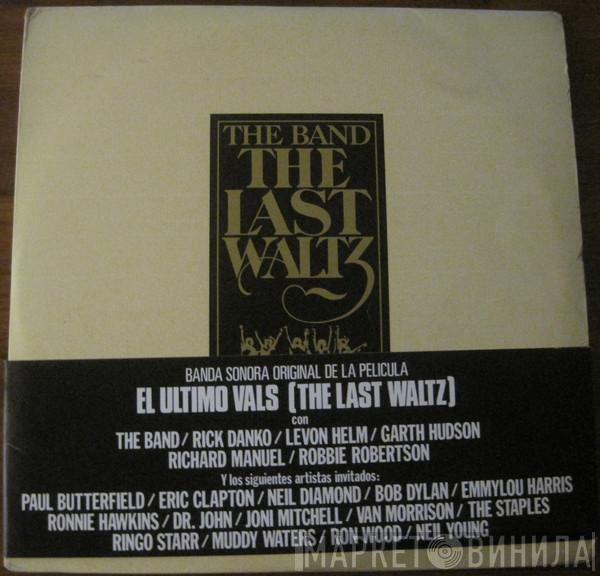 THE BAND
THE
LAST
WALTZ
BANDA SONORA ORIGINAL DE LA PELICULA
EL ULTIMO VALS (THE LAST WALTZ)
con
THE BAND / RICK DANKO / LEVON HELM / GARTH HUDSON
RICHARD MANUEL / ROBBIE ROBERTSON
Y los siguientes artistas invitados:
PAUL BUTTERFIELD / ERIC CLAPTON / NEIL DIAMOND / BOB DYLAN / EMMYLOU HARRIS
RONNIE HAWKINS / DR. JOHN / JONI MITCHELL / VAN MORRISON / THE STAPLES
RINGO STARR / MUDDY WATERS / RON WOOD / NEIL YOUNG
МАРКЕТ ВИНИЛА